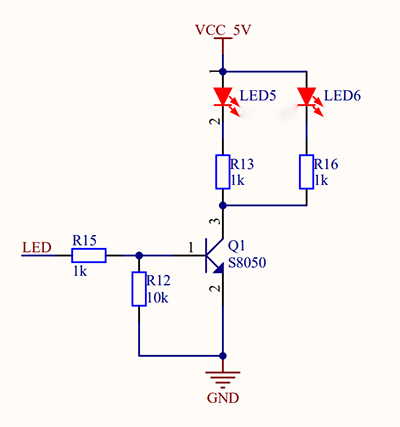 VCC_5V
1
LED5
LED6
2
R13
1k
R16
1k
3
R15
LED
1k
1
Q1
S8050
R12
10k
2
GND